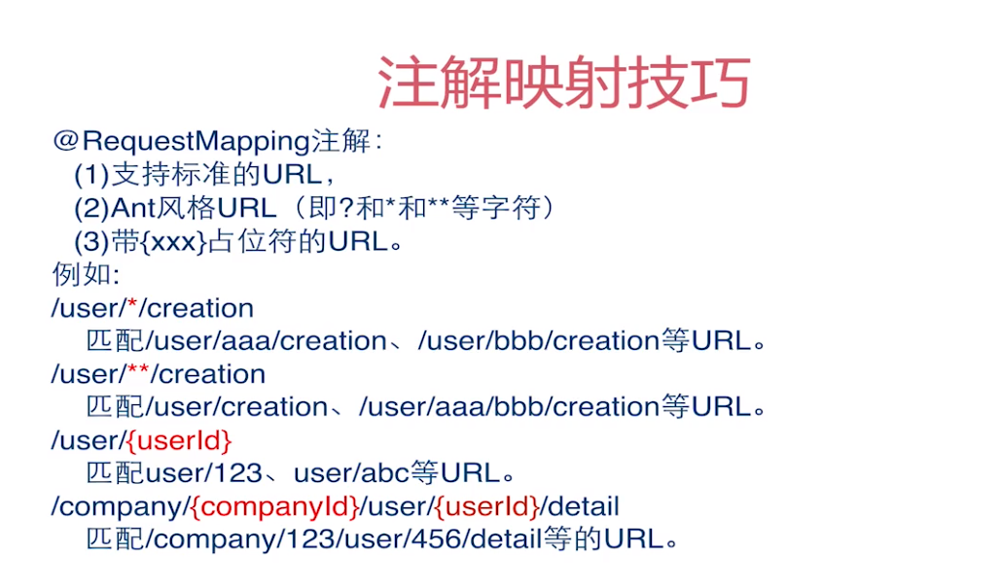 注解映射技巧
@RequestMapping注解：
(1)支持标准的URL，
(2)Ant风格URL（即?和*和**等字符）
(3)带{xxx}占位符的URL。
例如:
/user/*/creation
匹配/user/aaa/creation、/user/bbb/creation等URL。
/user/**/creation
匹配/user/creation、/user/aaa/bbb/creation等URL。
/user/{userId}
匹配user/123、user/abc等URL。
/company/{companyId}/user/{userId}/detail
匹配/company/123/user/456/detail等的URL。